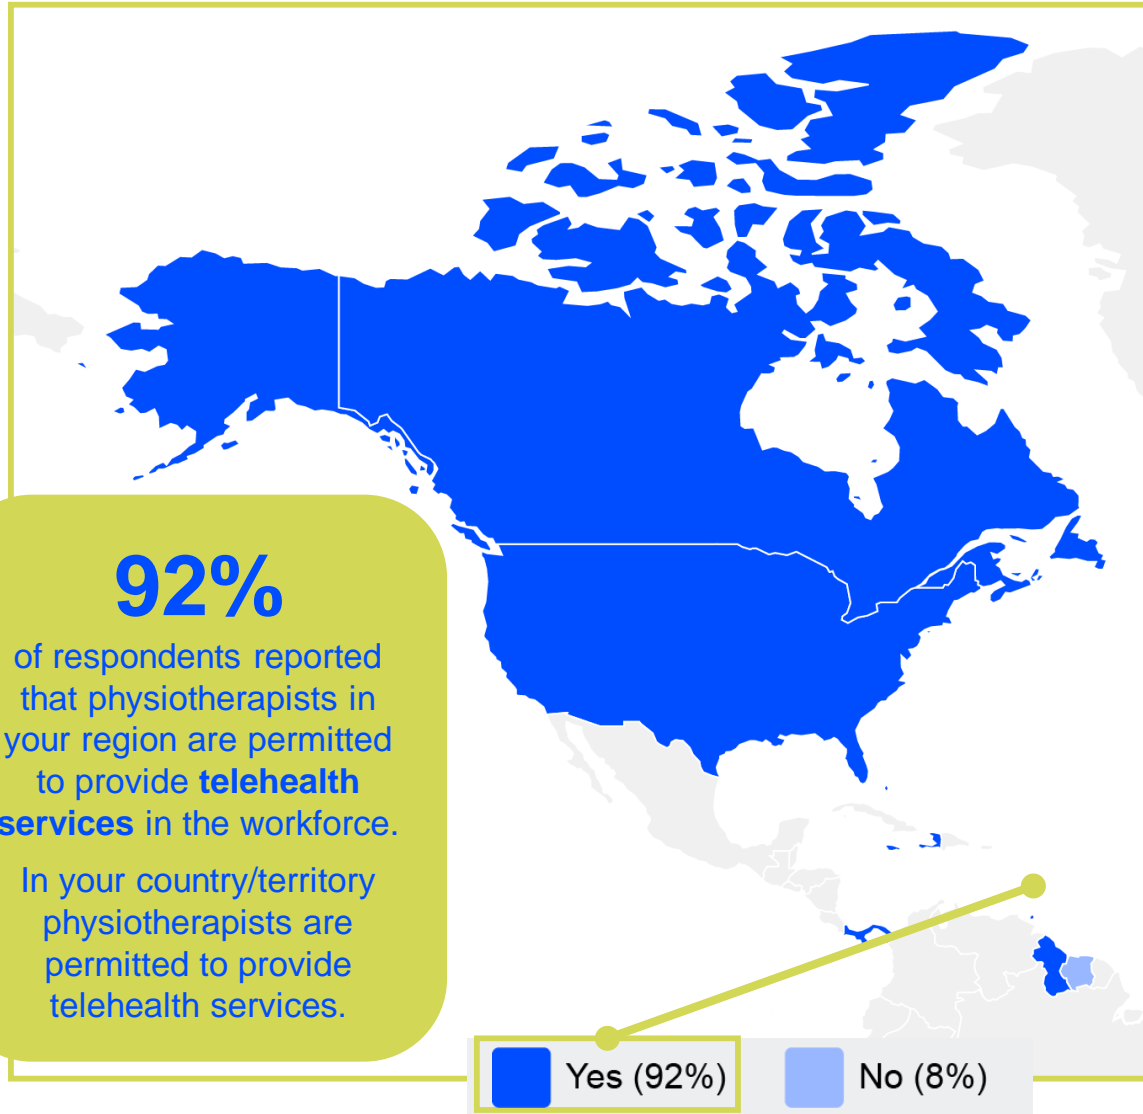 92%
of respondents reported
that physiotherapists in
your region are permitted
to provide telehealth
services in the workforce.
In your country/territory
physiotherapists are
permitted to provide
telehealth services.
Yes (92%)
No (8%)